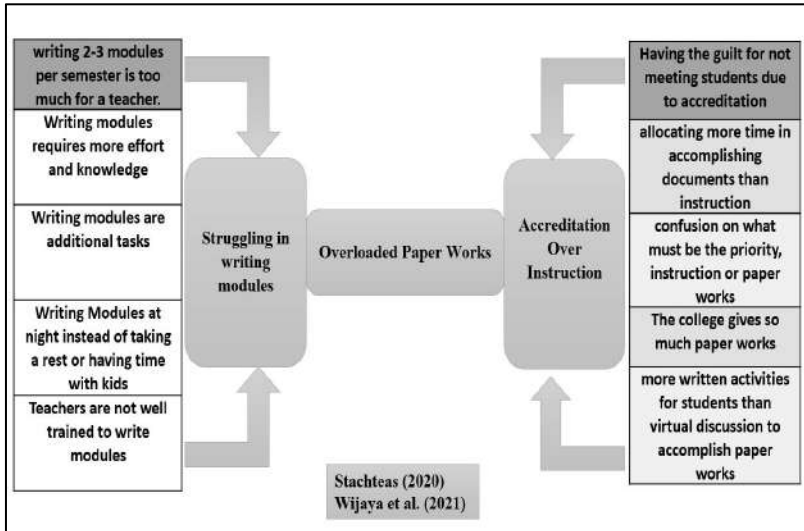 writing 2-3 modules
per semester is too
much for a teacher.
Writing modules
requires more effort
and knowledge
Writing modules are
additional tasks
Writing Modules at
night instead of taking
a rest or having time
with kids
Teachers are not well
trained to write
modules
Struggling in
writing
modules
Overloaded Paper Works
Accreditation
Over
Instruction
Having the guilt for not
meeting students due
to accreditation
allocating more time in
accomplishing
documents than
instruction
confusion on what
must be the priority,
instruction or paper
works
The college gives so
much paper works
more written activities
for students than
virtual discussion to
accomplish paper
works
Stachteas (2020)
Wijaya et al. (2021)